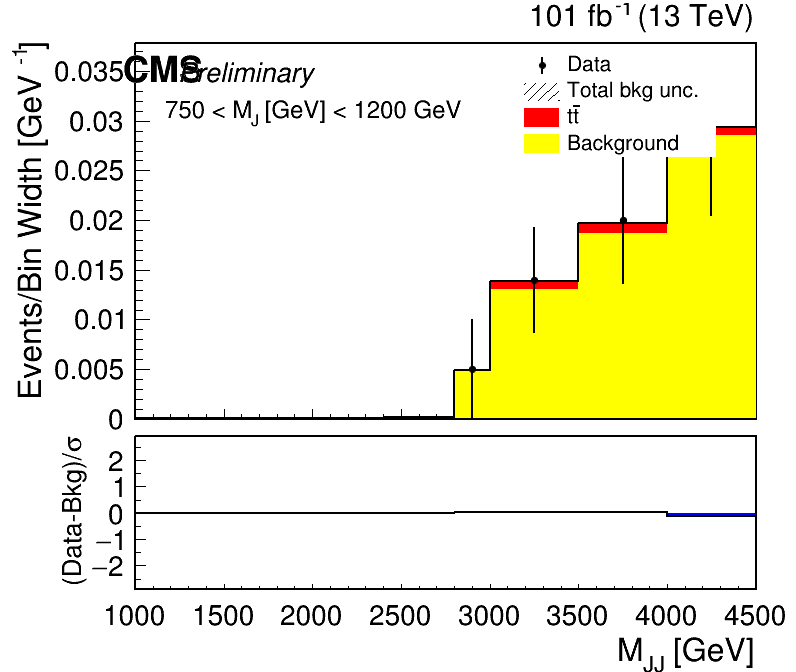 101 fb⁻¹ (13 TeV)
CMS Preliminary
750 < M_J [GeV] < 1200 GeV
Data
Total bkg unc.
tt̄
Background
Events/Bin Width [GeV⁻¹]
0.035
0.03
0.025
0.02
0.015
0.01
0.005
0
(Data-Bkg)/σ
2
1
0
−1
−2
1000 1500 2000 2500 3000 3500 4000 4500
M_JJ [GeV]